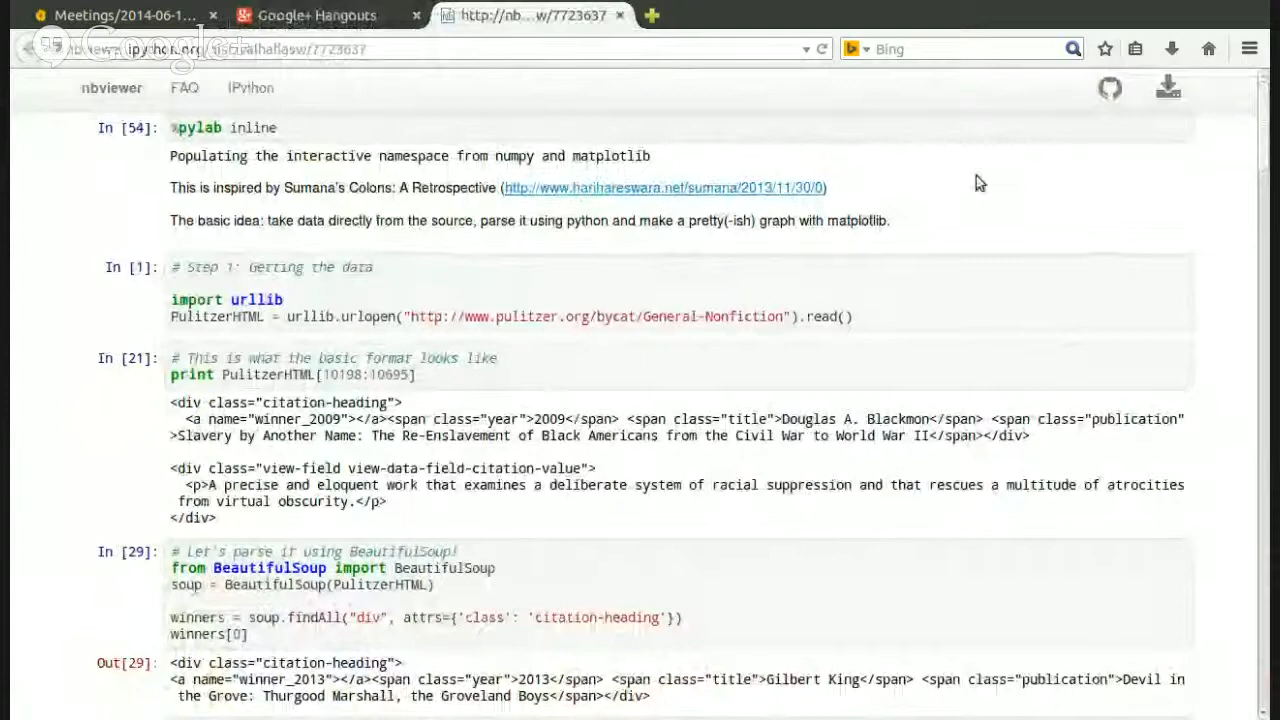 Meetings/2014-06-1... ×
Google+ Hangouts ×
http://nb...w/7723637 ×
Google+
ipython.org
7723637
Bing
nbviewer FAQ IPython
In [54]: %pylab inline
Populating the interactive namespace from numpy and matplotlib
This is inspired by Sumana's Colons: A Retrospective (http://www.harihareswara.net/sumana/2013/11/30/0)
The basic idea: take data directly from the source, parse it using python and make a pretty(-ish) graph with matplotlib.
In [1]: # Step 1: Getting the data
import urllib
PulitzerHTML = urllib.urlopen("http://www.pulitzer.org/bycat/General-Nonfiction").read()
In [21]: # This is what the basic format looks like
print PulitzerHTML[10198:10695]
<div class="citation-heading">
<a name="winner_2009"></a><span class="year">2009</span> <span class="title">Douglas A. Blackmon</span> <span class="publication"
>Slavery by Another Name: The Re-Enslavement of Black Americans from the Civil War to World War II</span></div>
<div class="view-field view-data-field-citation-value">
<p>A precise and eloquent work that examines a deliberate system of racial suppression and that rescues a multitude of atrocities
from virtual obscurity.</p>
</div>
In [29]: # Let's parse it using BeautifulSoup!
from BeautifulSoup import BeautifulSoup
soup = BeautifulSoup(PulitzerHTML)
winners = soup.findAll("div", attrs={'class': 'citation-heading'})
winners[0]
Out[29]: <div class="citation-heading">
<a name="winner_2013"></a><span class="year">2013</span> <span class="title">Gilbert King</span> <span class="publication">Devil in
the Grove: Thurgood Marshall, the Groveland Boys</span></div>